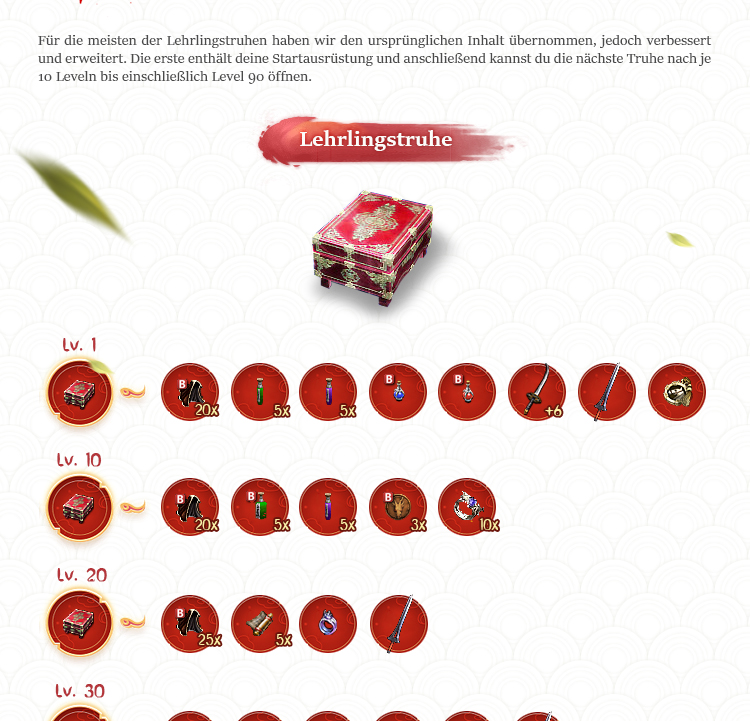 Für die meisten der Lehrlingstruhen haben wir den ursprünglichen Inhalt übernommen, jedoch verbessert
und erweitert. Die erste enthält deine Startausrüstung und anschließend kannst du die nächste Truhe nach je
10 Leveln bis einschließlich Level 90 öffnen.
Lehrlingstruhe
Lv. 1
B 20x 5x 5x B B +6
Lv. 10
B 20x B 5x 5x B 3x 10x
Lv. 20
B 25x 5x
Lv. 30